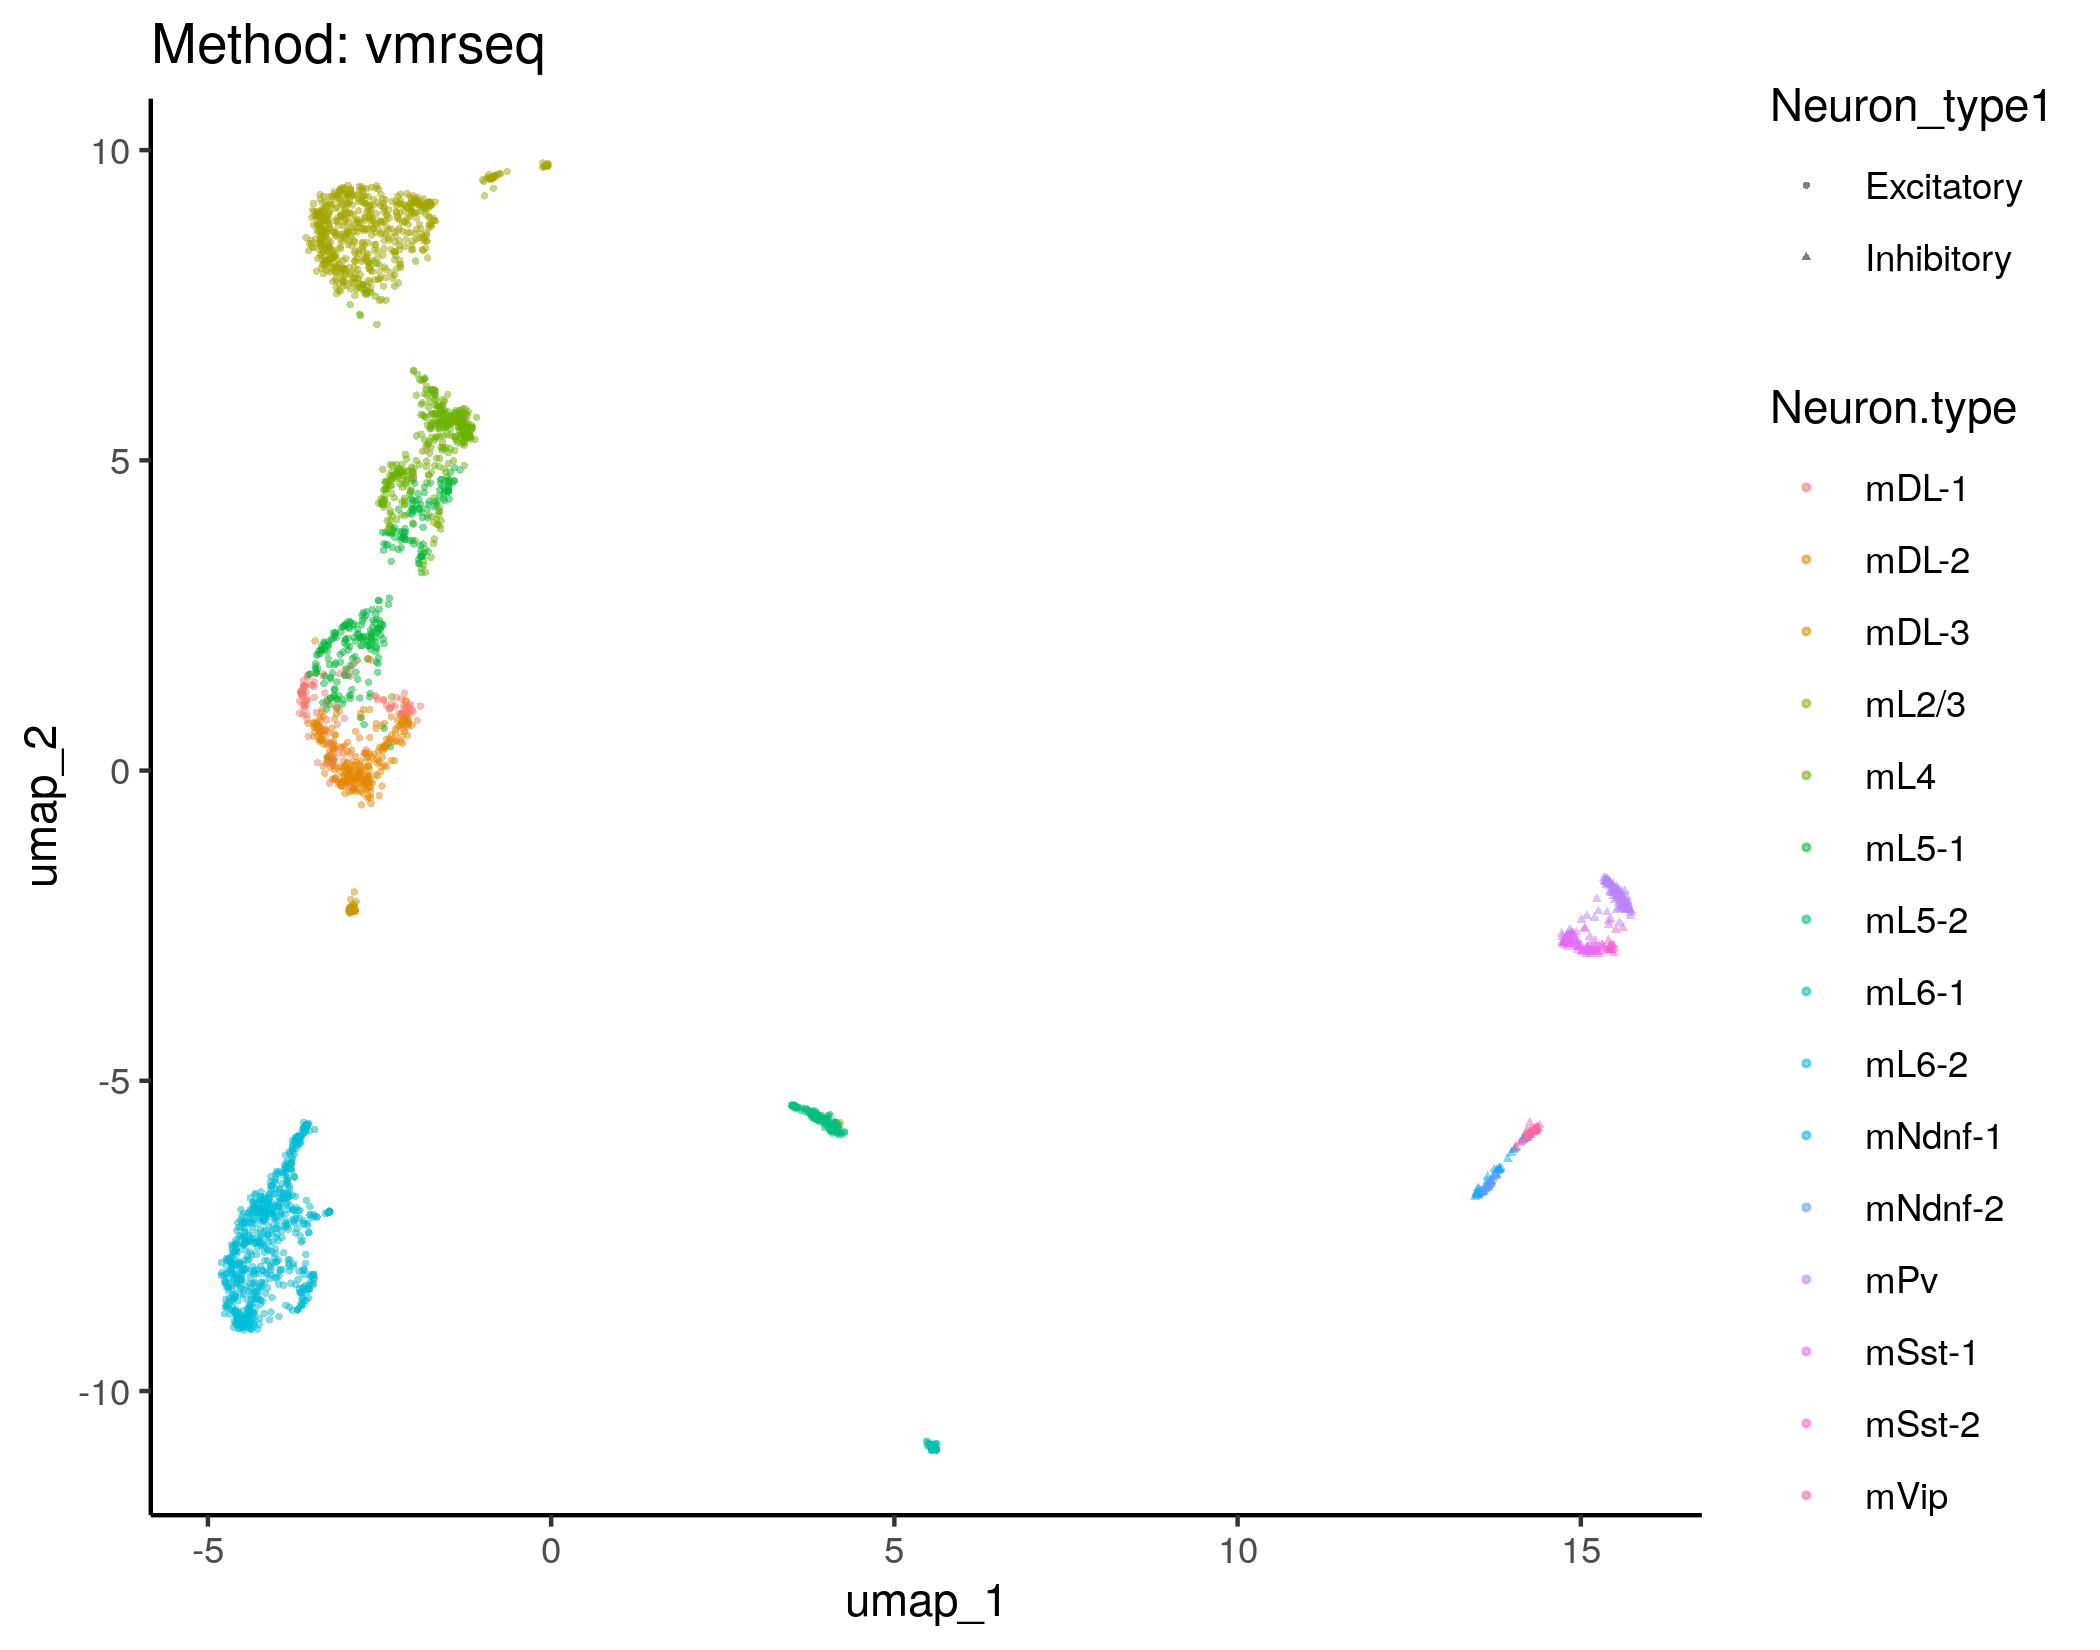 Method: vmrseq
10
5
0
-5
-10
umap_2
-5
0
5
10
15
umap_1
Neuron_type1
Excitatory
Inhibitory
Neuron.type
mDL-1
mDL-2
mDL-3
mL2/3
mL4
mL5-1
mL5-2
mL6-1
mL6-2
mNdnf-1
mNdnf-2
mPv
mSst-1
mSst-2
mVip